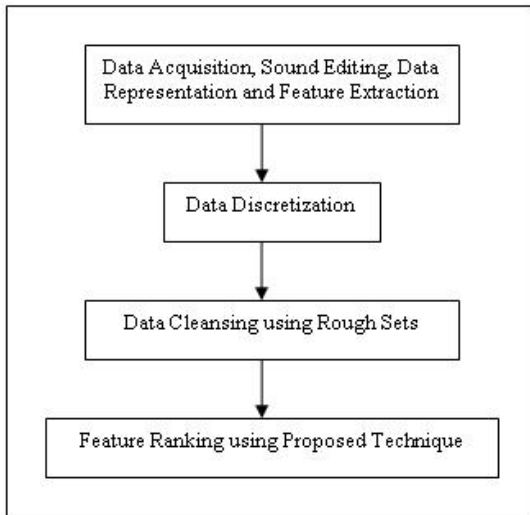 Data Acquisition, Sound Editing, Data
Representation and Feature Extraction
Data Discretization
Data Cleansing using Rough Sets
Feature Ranking using Proposed Technique